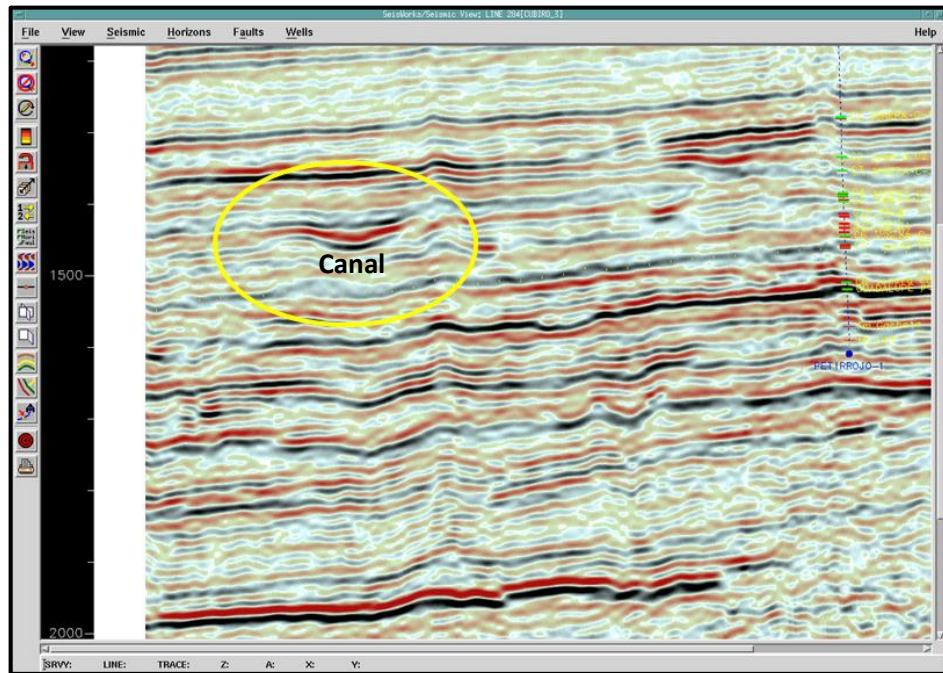 SeisWorks/Seismic View: LINE 284[CUBIRO_3]
File View Seismic Horizons Faults Wells Help
Canal
1500
PETIRROJO-1
2000
SRVY: LINE: TRACE: Z: A: X: Y: